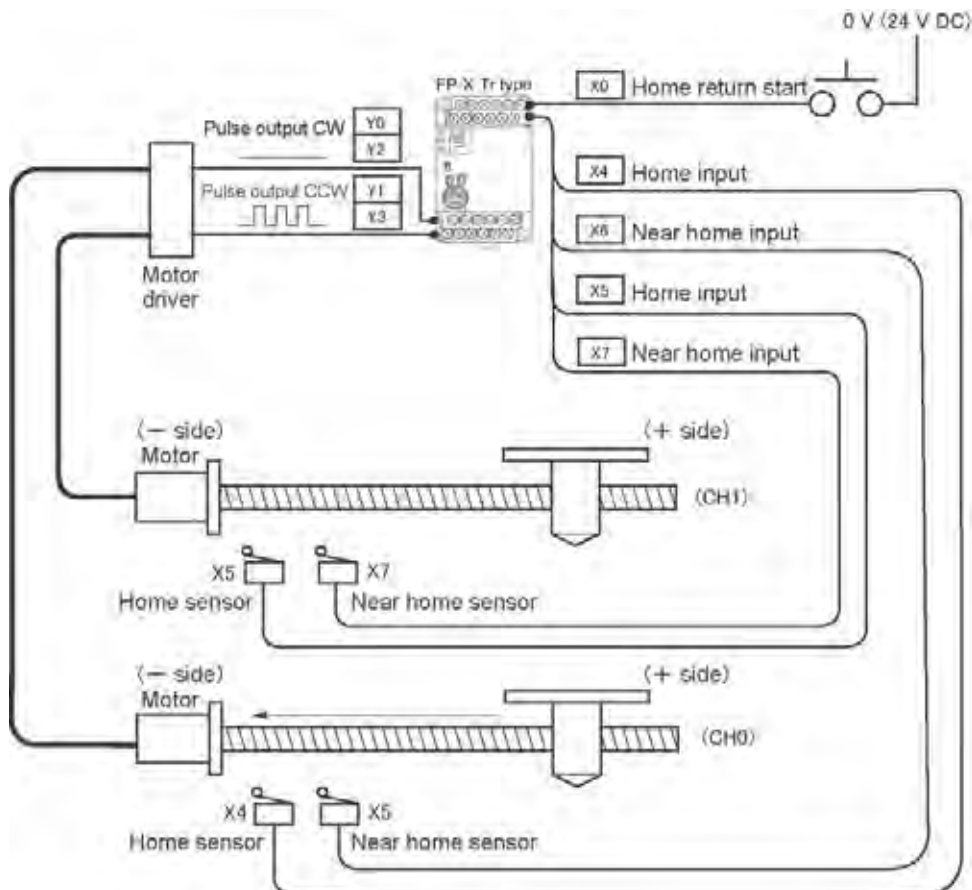 0 V (24 V DC)
FP-X Tr type
X0 Home return start
Pulse output CW Y0
Y2
X4 Home input
Pulse output CCW Y1
Y3
X6 Near home input
Motor
driver
X5 Home input
X7 Near home input
(− side)
Motor
(+ side)
(CH1)
X5
X7
Home sensor
Near home sensor
(− side)
Motor
(+ side)
(CH0)
X4
X5
Home sensor
Near home sensor